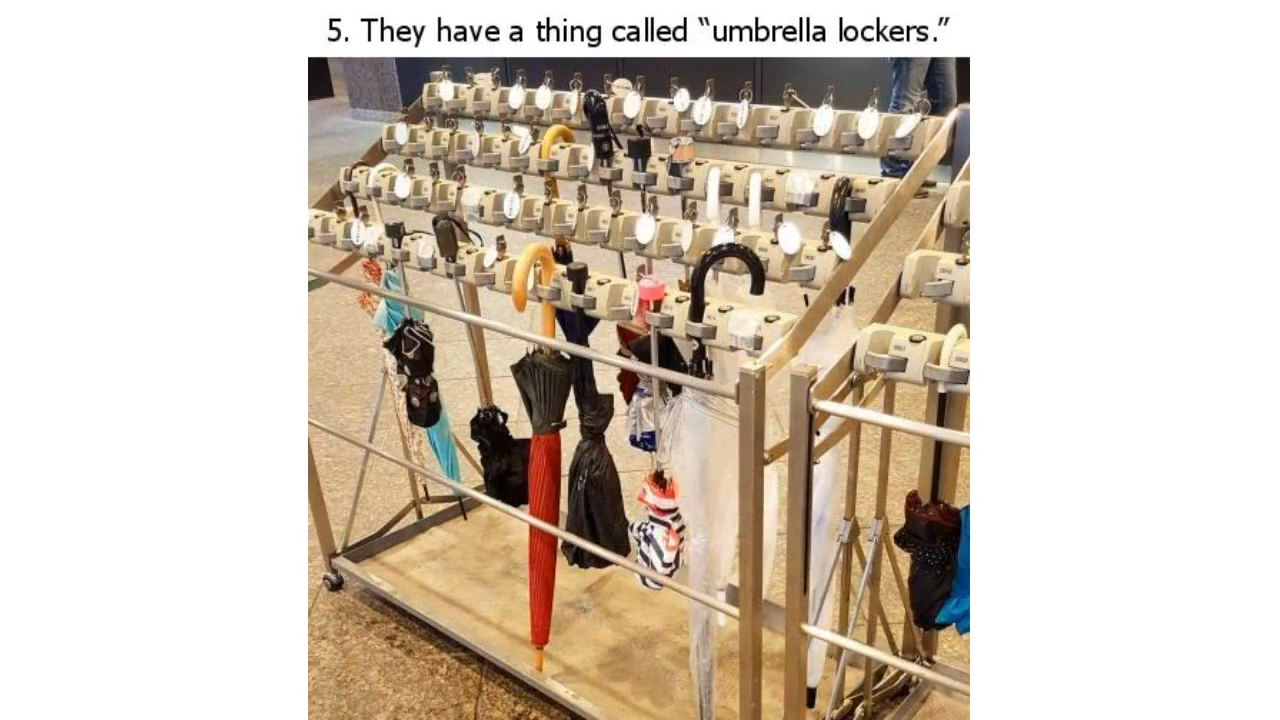 5. They have a thing called “umbrella lockers.”